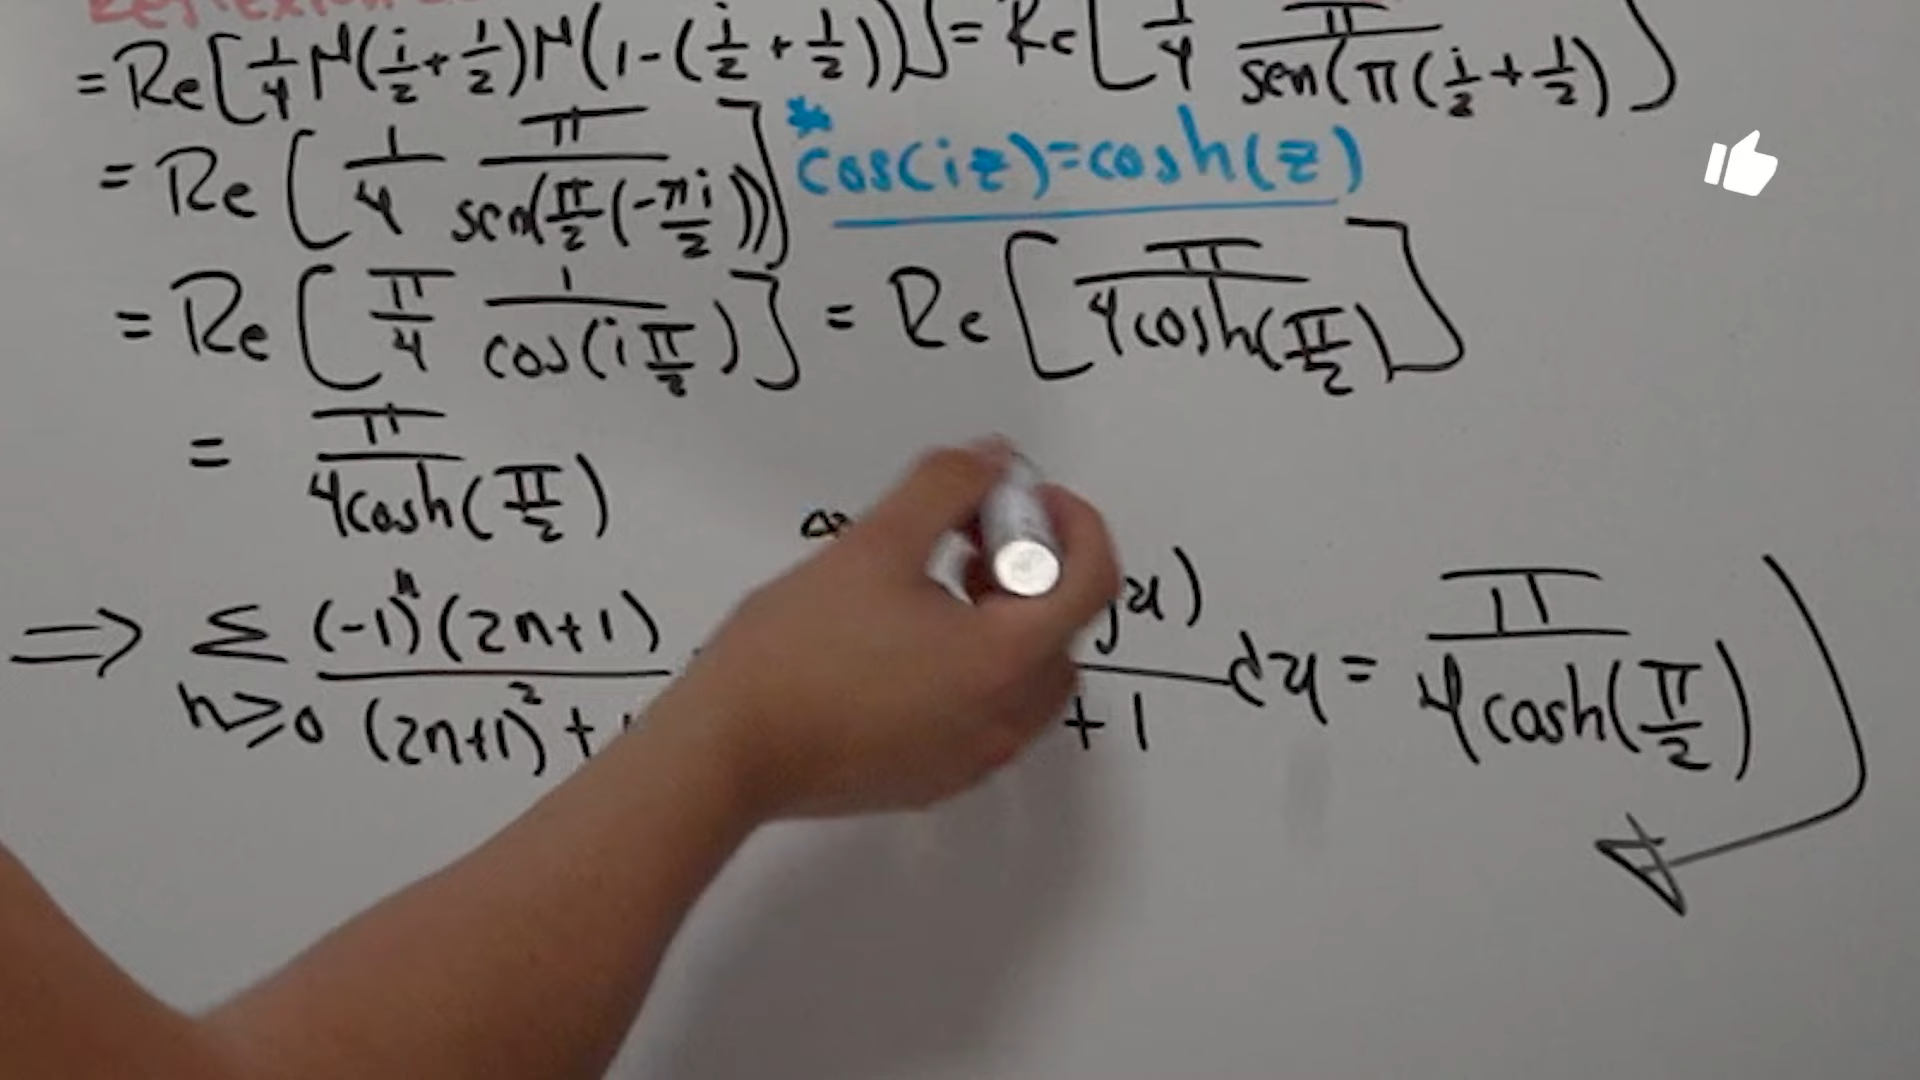 = Re[1/4 Γ(i/2 + 1/2) Γ(1 - (i/2 + 1/2))] = Re[1/4 π/sen(π(i/2 + 1/2)]
= Re[1/4 π/sen(π/2 (-πi/2))] * cos(iz)=cosh(z)
= Re[π/4 1/cos(iπ/2)] = Re[π/4cosh(π/2)]
= π/4cosh(π/2)
⇒ Σ n≥0 (-1)^n (2n+1)/(2n+1)^2 + x) + 1 dx = π/4cosh(π/2)